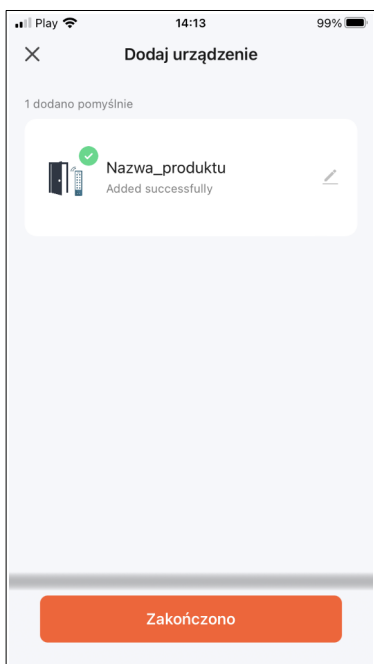 Play 14:13 99%
Dodaj urządzenie
1 dodano pomyślnie
Nazwa_produktu
Added successfully
Zakończono